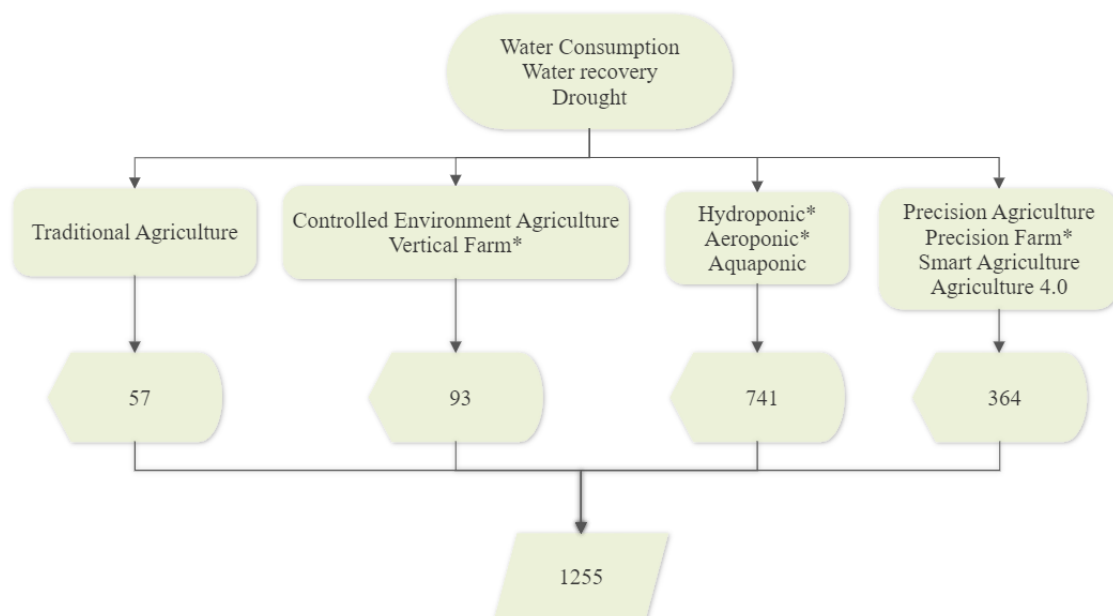 Water Consumption
Water recovery
Drought
Traditional Agriculture
Controlled Environment Agriculture
Vertical Farm*
Hydroponic*
Aeroponic*
Aquaponic
Precision Agriculture
Precision Farm*
Smart Agriculture
Agriculture 4.0
57
93
741
364
1255